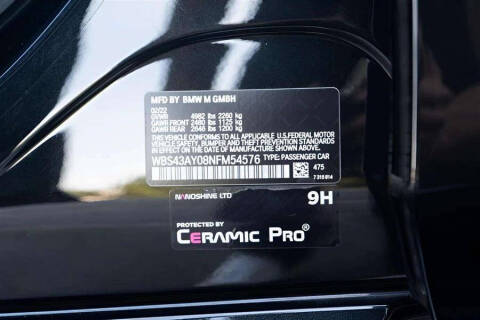 MFD BY BMW M GMBH
02/22
GVWR 4982 lbs 2260 kg
GAWR FRONT 2480 lbs 1125 kg
GAWR REAR 2646 lbs 1200 kg
THIS VEHICLE CONFORMS TO ALL APPLICABLE U.S.FEDERAL MOTOR
VEHICLE SAFETY, BUMPER, AND THEFT PREVENTION STANDARDS
IN EFFECT ON THE DATE OF MANUFACTURE SHOWN ABOVE.
WBS43AY08NFM54576 TYPE: PASSENGER CAR
475
7 315 814
NANOSHINE LTD 9H
PROTECTED BY
CERAMIC PRO®